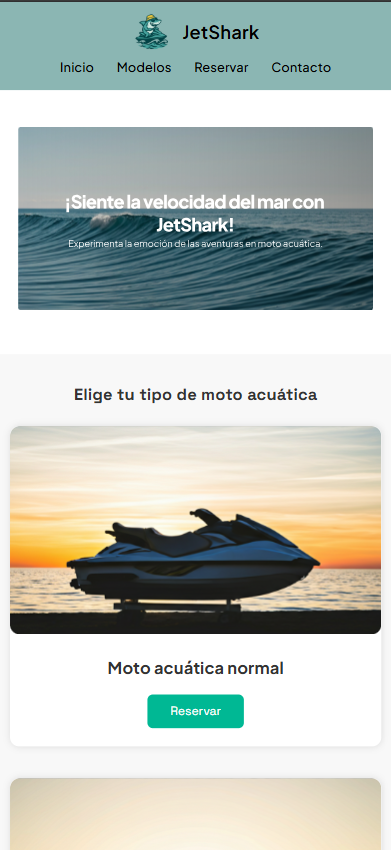 JetShark
Inicio Modelos Reservar Contacto
¡Siente la velocidad del mar con
JetShark!
Experimenta la emoción de las aventuras en moto acuática.
Elige tu tipo de moto acuática
Moto acuática normal
Reservar